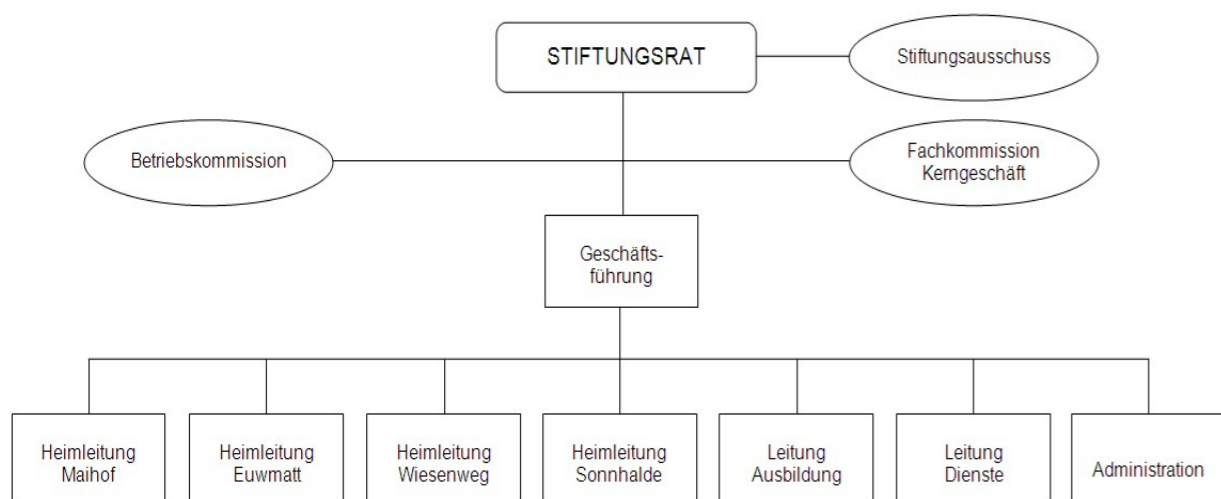 STIFTUNGSRAT
Stiftungsausschuss
Betriebskommission
Fachkommission
Kerngeschäft
Geschäfts-
führung
Heimleitung
Maihof
Heimleitung
Euwmatt
Heimleitung
Wiesenweg
Heimleitung
Sonnhalde
Leitung
Ausbildung
Leitung
Dienste
Administration